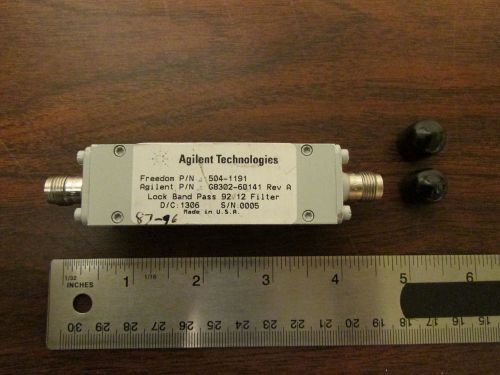 Agilent Technologies
Freedom P/N : 504-1191
Agilent P/N : G8302-60141 Rev A
Lock Band Pass 92/12 Filter
D/C:1306 S/N:0005
Made in U.S.A.
87-96
1/32 1/16 1 2 3 4 5 6
INCHES
30 29 28 27 26 25 24 23 22 21 20 19 18 17 16 15